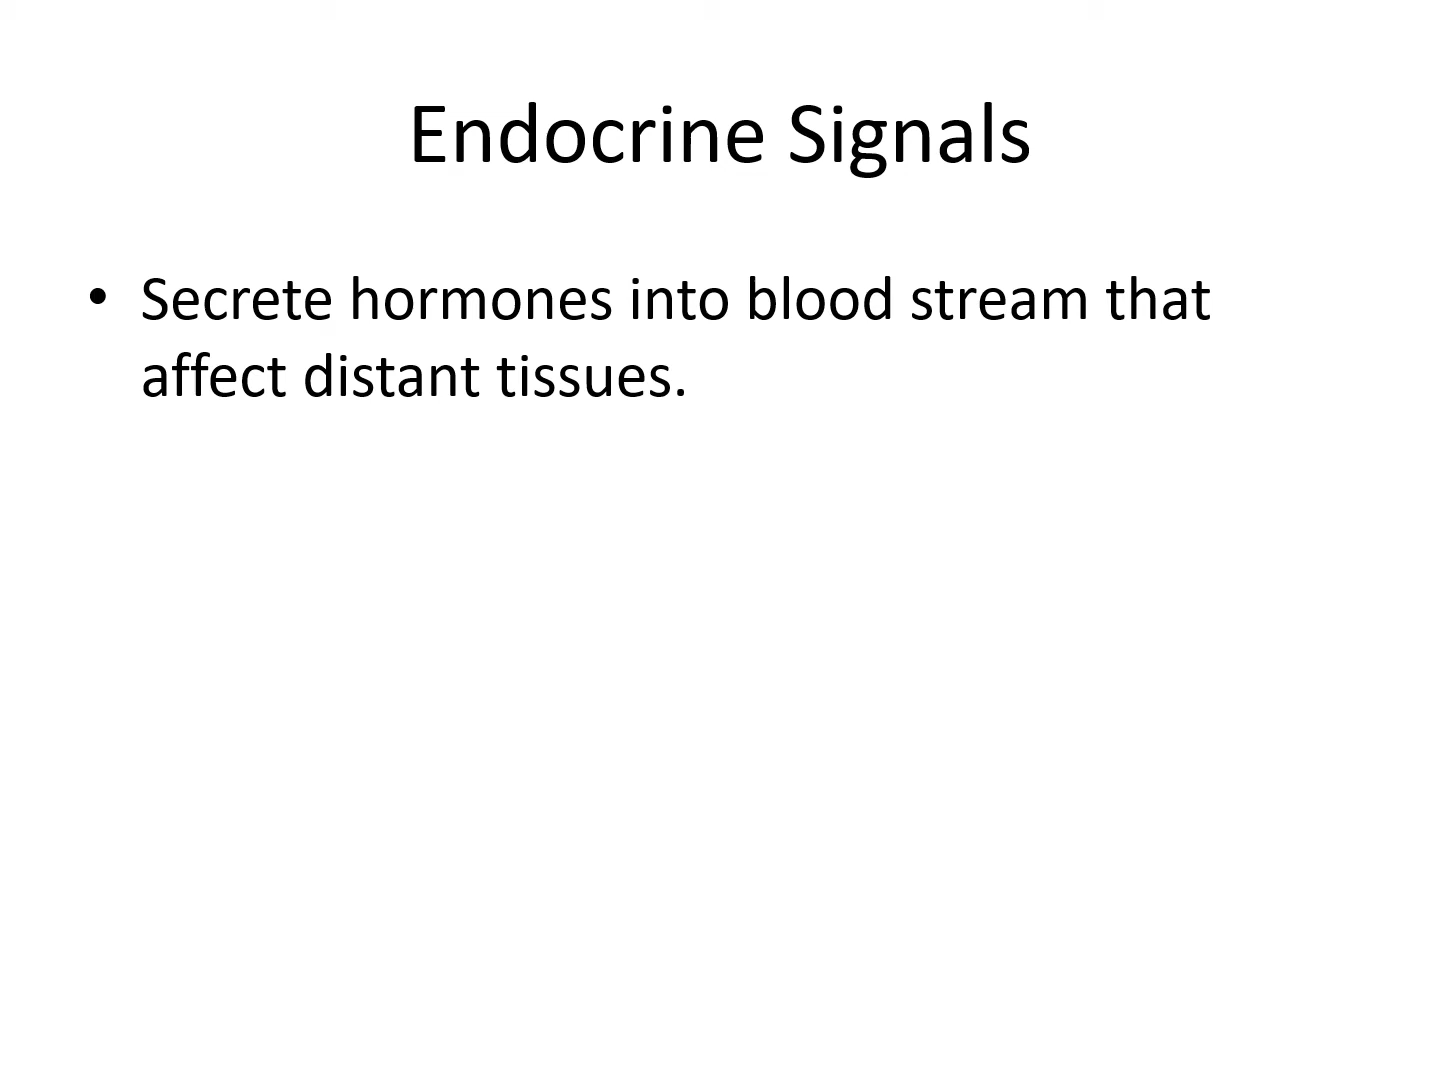 Endocrine Signals
• Secrete hormones into blood stream that
affect distant tissues.